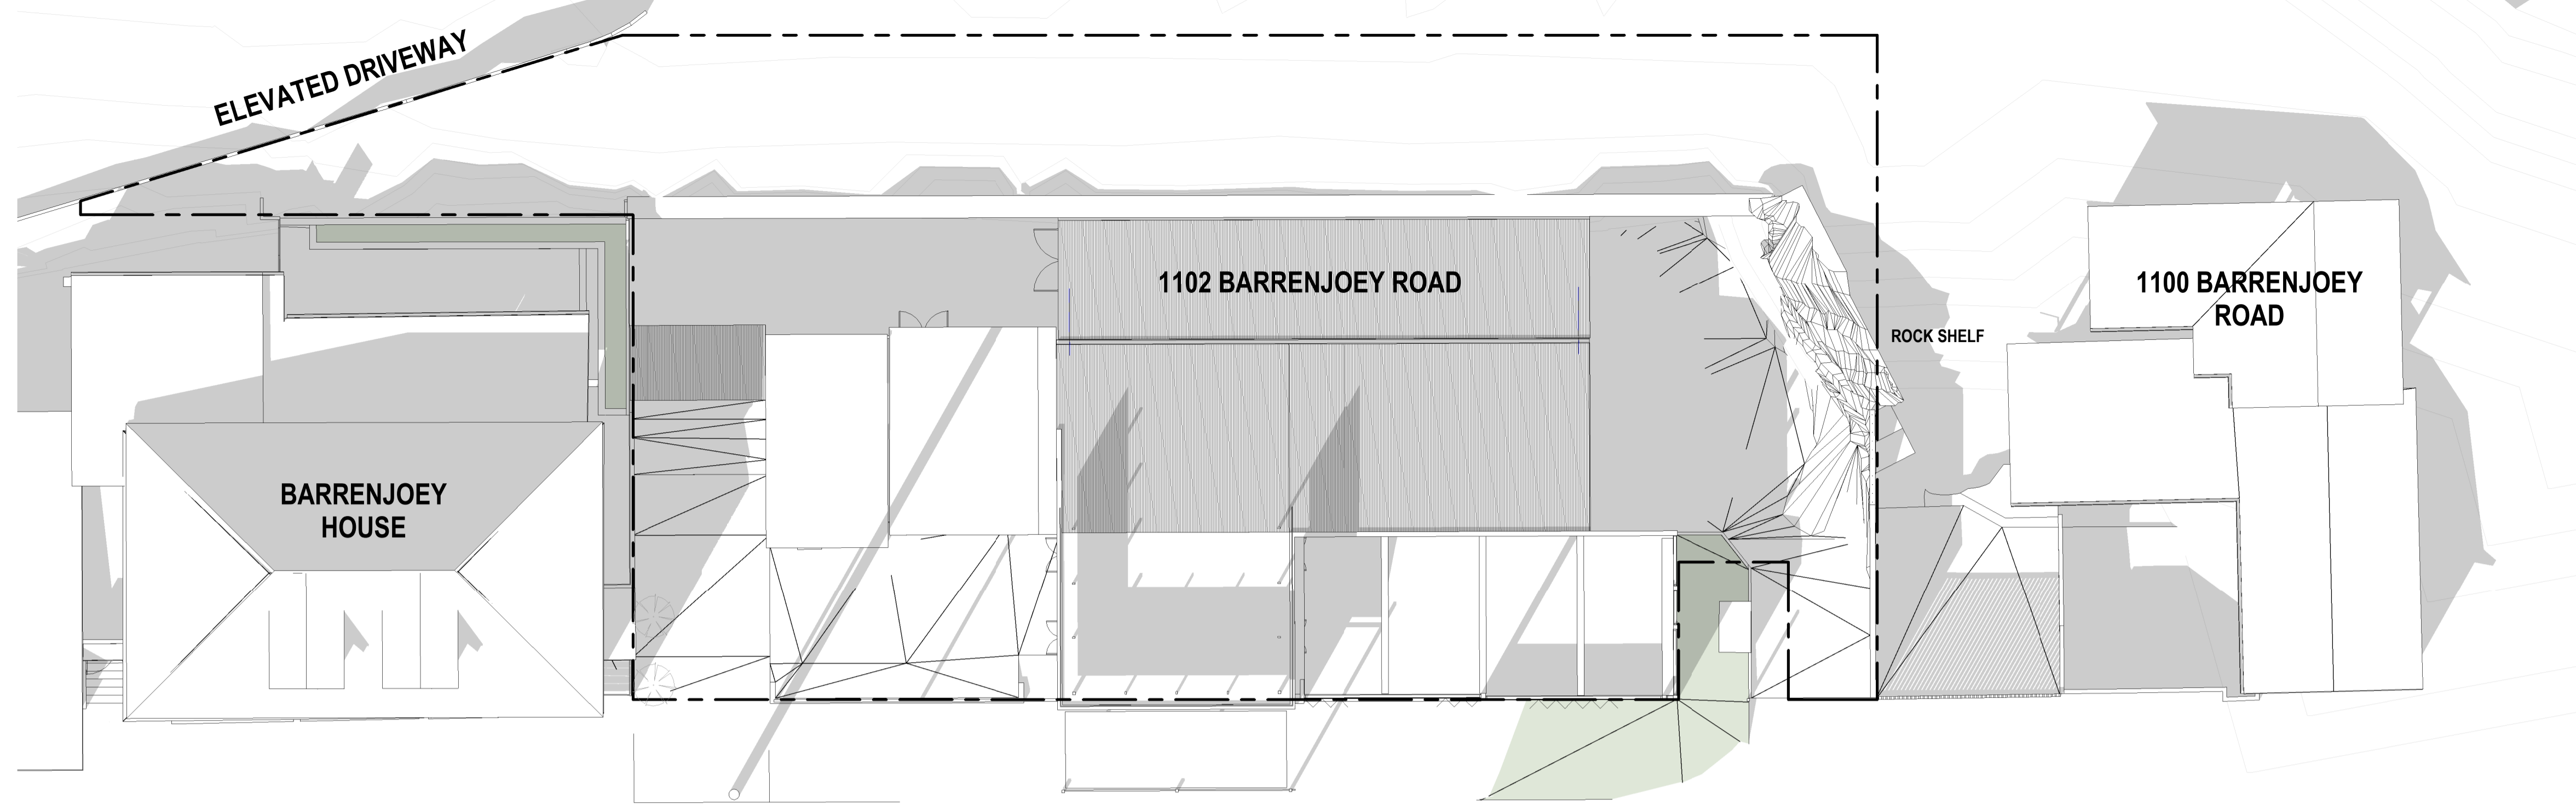 ELEVATED DRIVEWAY
1102 BARRENJOEY ROAD
1100 BARRENJOEY
ROAD
ROCK SHELF
BARRENJOEY
HOUSE